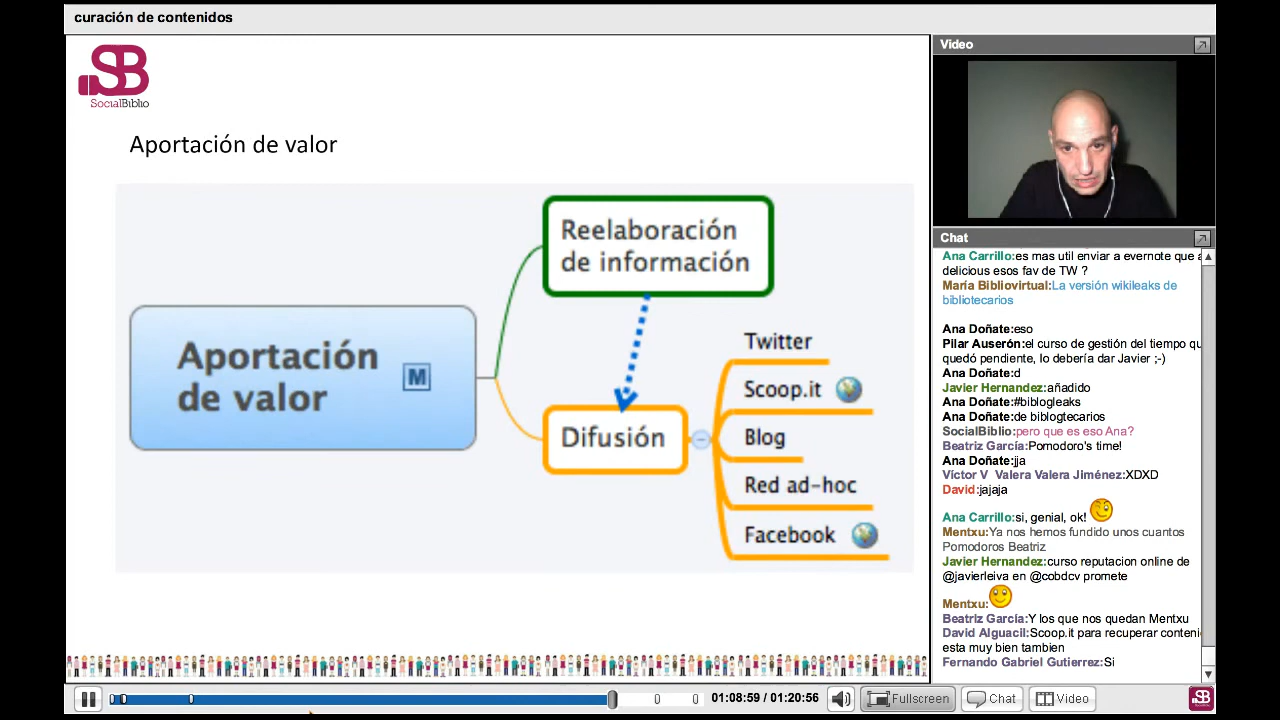 curación de contenidos
SB
SocialBiblio
Aportación de valor
Aportación
de valor
M
Reelaboración
de información
Difusión
Twitter
Scoop.it
Blog
Red ad-hoc
Facebook
Video
Chat
Ana Carrillo:es mas util enviar a evernote que a
delicious esos fav de TW ?
María Bibliovirtual:La versión wikileaks de
bibliotecarios
Ana Doñate:eso
Pilar Auserón:el curso de gestión del tiempo qu
quedó pendiente, lo debería dar Javier ;-)
Ana Doñate:d
Javier Hernandez:añadido
Ana Doñate:#biblogleaks
Ana Doñate:de biblogtecarios
SocialBiblio:pero que es eso Ana?
Beatriz García:Pomodoro's time!
Ana Doñate:jja
Víctor V Valera Valera Jiménez:XDXD
David:jajaja
Ana Carrillo:si, genial, ok!
Mentxu:Ya nos hemos fundido unos cuantos
Pomodoros Beatriz
Javier Hernandez:curso reputacion online de
@javierleiva en @cobdcv promete
Mentxu:
Beatriz García:Y los que nos quedan Mentxu
David Alguacil:Scoop.it para recuperar conteni
esta muy bien tambien
Fernando Gabriel Gutierrez:Si
01:08:59 / 01:20:56
Fullscreen
Chat
Video
SB